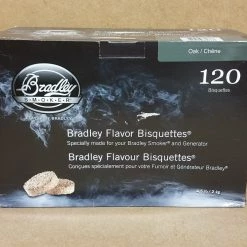 Oak / Chêne
120
Bisquettes
Bradley
SMOKER
Bradley Flavor Bisquettes®
Specially made for your Bradley Smoker® and Generator
Bradley Flavour Bisquettes®
Conçues spécialement pour votre Fumoir et Générateur Bradley®